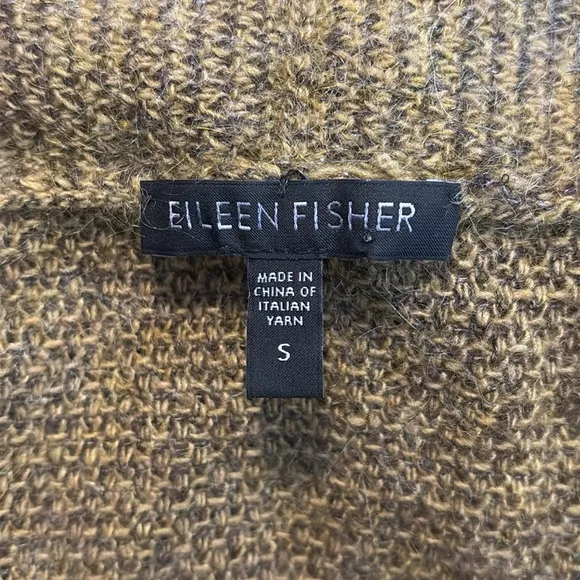 EILEEN FISHER
MADE IN
CHINA OF
ITALIAN
YARN
S